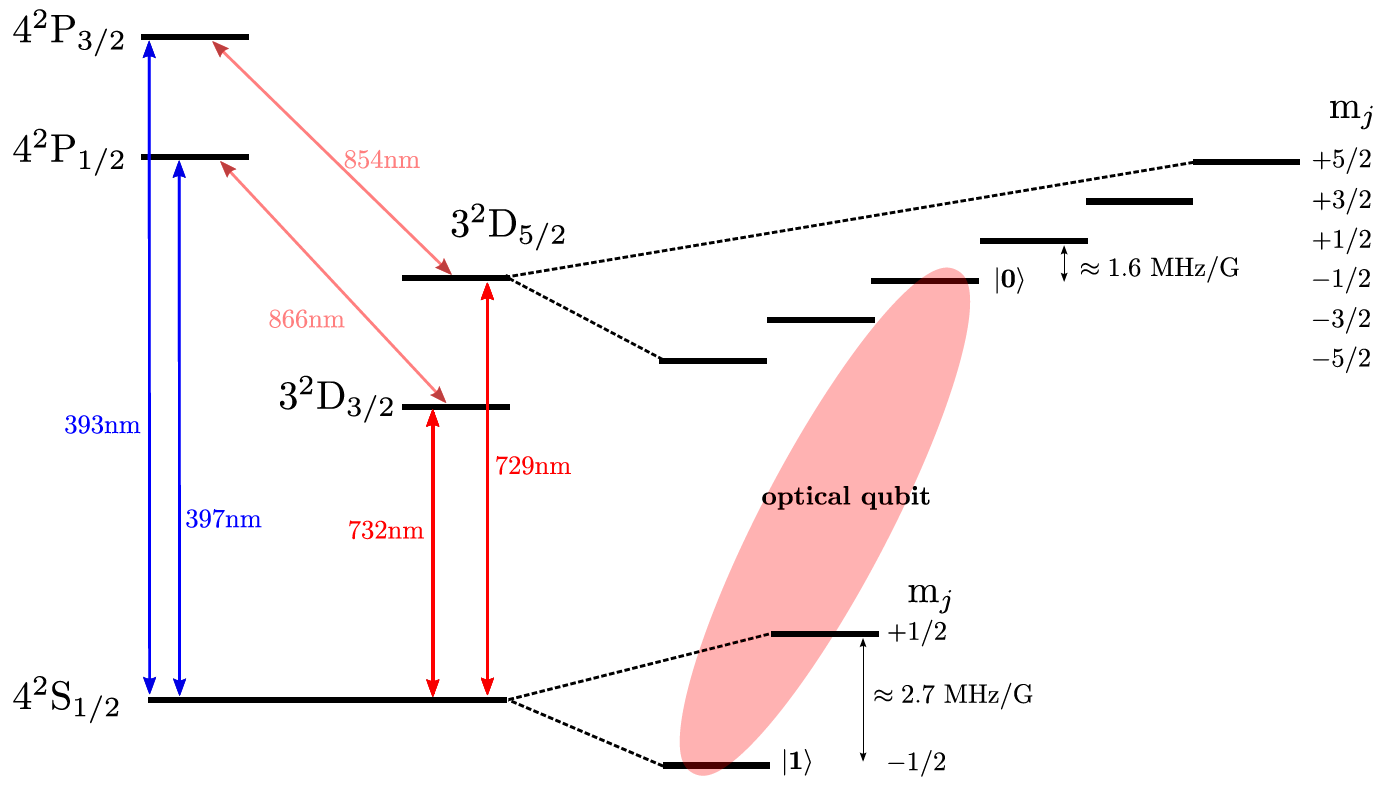 4²P₃/₂
4²P₁/₂
854nm
3²D₅/₂
866nm
3²D₃/₂
393nm
397nm
732nm
729nm
4²S₁/₂
mⱼ
+5/2
+3/2
+1/2
≈ 1.6 MHz/G
|0⟩
−1/2
−3/2
−5/2
optical qubit
mⱼ
+1/2
≈ 2.7 MHz/G
|1⟩
−1/2